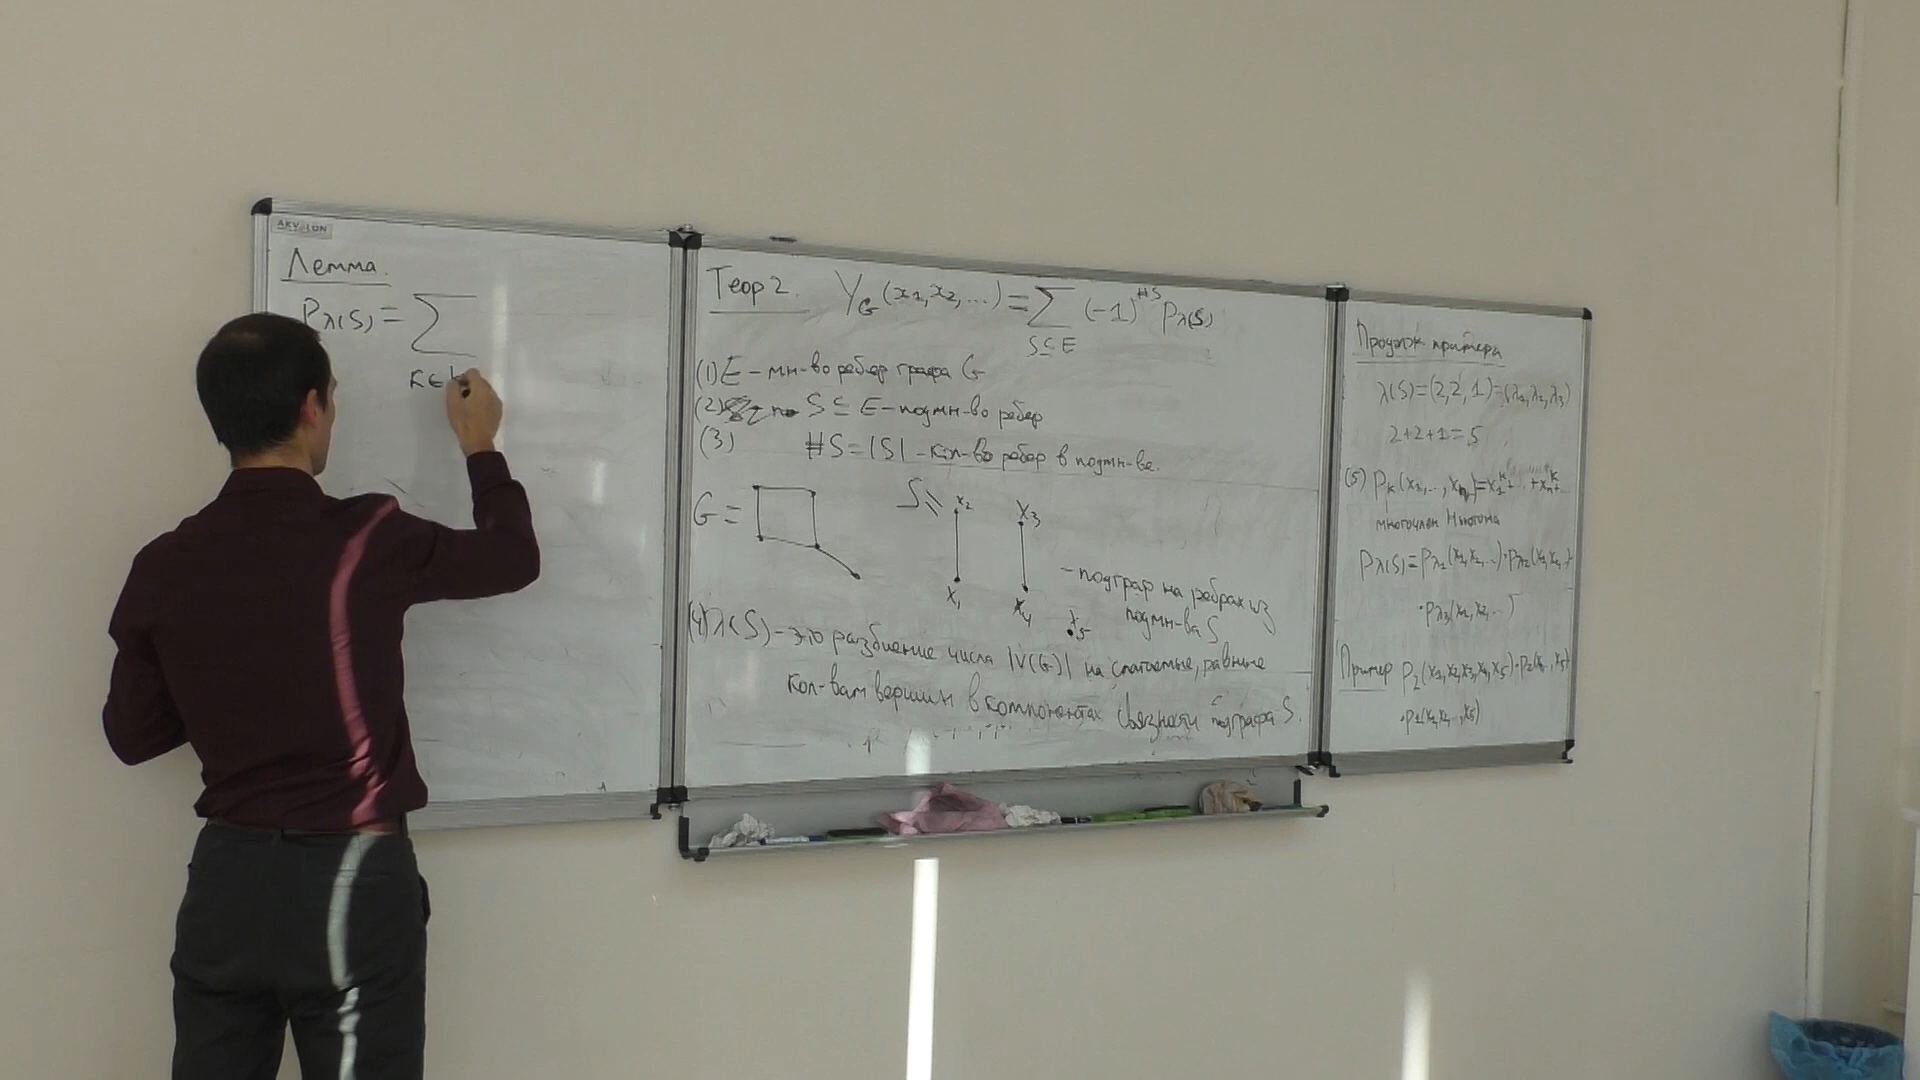 AKVILON
Лемма.
Pλ(S) = ∑
K∈
Теор 2. Y_G(x₁,x₂,...) = ∑ (-1)^#S Pλ(S)
S⊆E
(1) E - мн-во ребер графа G
(2) S ⊆ E - подмн-во ребер
(3) #S = |S| - кол-во ребер в подмн-ве.
G =
S
x₂
x₃
x₁
x₄
x₅
- подграф на ребрах из
подмн-ва S
(4) λ(S) - это разбиение числа |V(G)| на слагаемые, равные
кол-вам вершин в компонентах связности подграфа S.
Продолж примера
λ(S) = (2,2,1) = (λ₁,λ₂,λ₃)
2+2+1=5
(5) Pₖ(x₁,..,xₙ,..)=x₁ᵏ+..+xₙᵏ+...
многочлен Ньютона
Pλ(S) = Pλ₁(x₁,x₂,...)·Pλ₂(x₁,x₂,..)
·Pλ₃(x₁,x₂,...)
Пример P₂(x₁,x₂,x₃,x₄,x₅)·P₂(x₁..,x₅)
·P₁(x₁,x₂,..,x₅)